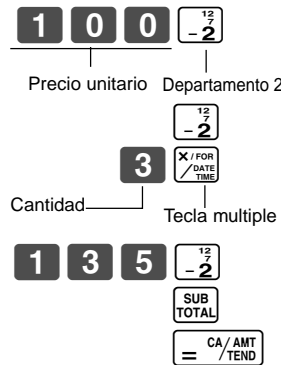 1 0 0 12 7 - 2
Precio unitario Departamento 2
12 7 - 2
3 X / FOR / DATE TIME
Cantidad Tecla multiple
1 3 5 12 7 - 2
SUB TOTAL
= CA / AMT / TEND